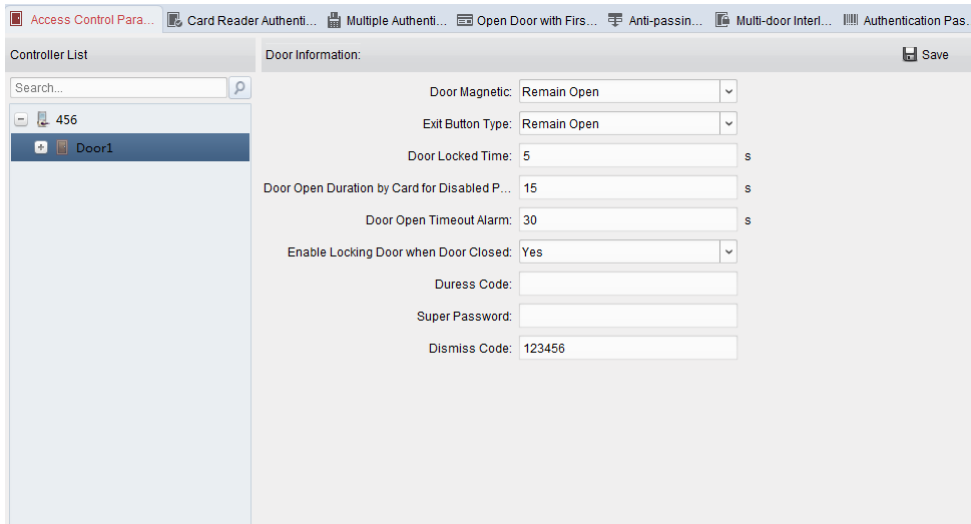 Access Control Para... Card Reader Authenti... Multiple Authenti... Open Door with Firs... Anti-passin... Multi-door Interl... Authentication Pas...
Controller List
Door Information:
Save
Search...
456
Door1
Door Magnetic: Remain Open
Exit Button Type: Remain Open
Door Locked Time: 5 s
Door Open Duration by Card for Disabled P... 15 s
Door Open Timeout Alarm: 30 s
Enable Locking Door when Door Closed: Yes
Duress Code:
Super Password:
Dismiss Code: 123456